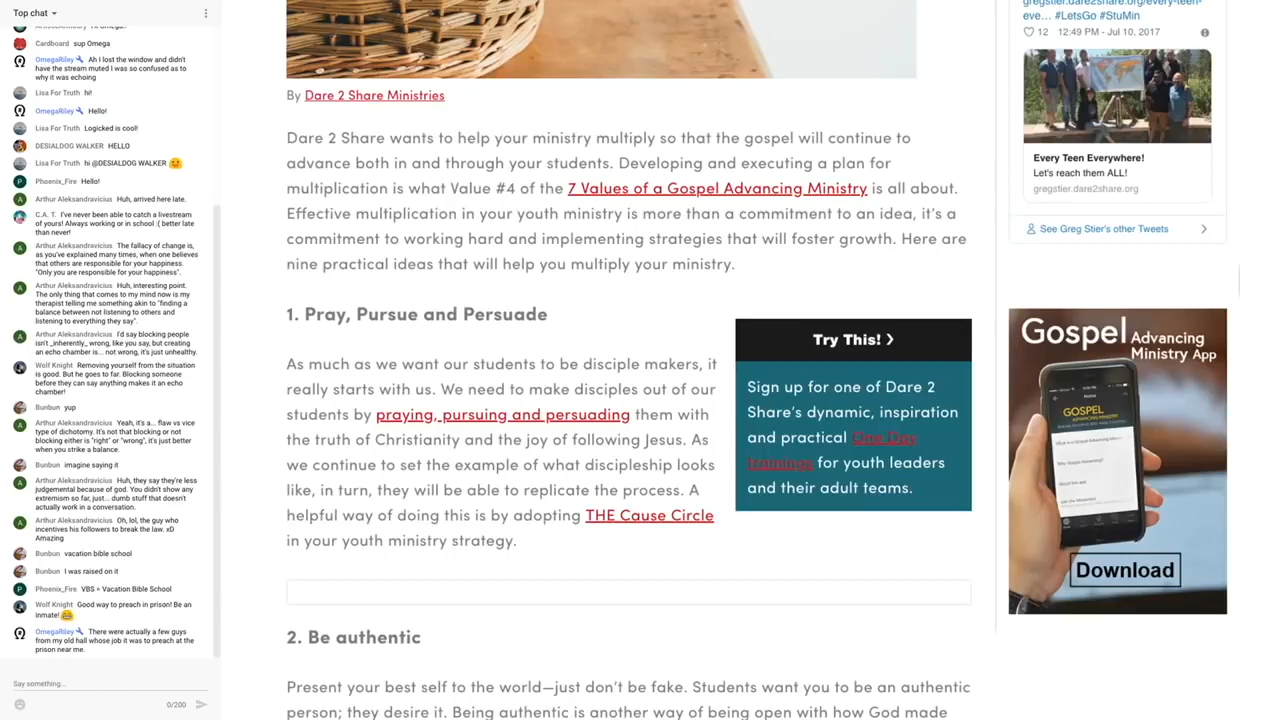 Top chat
Cardboard sup Omega
OmegaRiley Ah I lost the window and didn't
have the stream muted I was so confused as to
why it was echoing
Lisa For Truth hi!
OmegaRiley Hello!
Lisa For Truth Logicked is cool!
DESIALDOG WALKER HELLO
Lisa For Truth hi @DESIALDOG WALKER
Phoenix_Fire Hello!
Arthur Aleksandravicius Huh, arrived here late.
C.A. T. I've never been able to catch a livestream
of yours! Always working or in school :( better late
than never!
Arthur Aleksandravicius The fallacy of change is,
as you've explained many times, when one believes
that others are responsible for your happiness.
"Only you are responsible for your happiness".
Arthur Aleksandravicius Huh, interesting point.
The only thing that comes to my mind now is my
therapist telling me something akin to "finding a
balance between not listening to others and
listening to everything they say".
Arthur Aleksandravicius I'd say blocking people
isn't _inherently_ wrong, like you say, but creating
an echo chamber is... not wrong, it's just unhealthy.
Wolf Knight Removing yourself from the situation
is good. But he goes to far. Blocking someone
before they can say anything makes it an echo
chamber!
Bunbun yup
Arthur Aleksandravicius Yeah, it's a... flaw vs vice
type of dichotomy. It's not that blocking or not
blocking either is "right" or "wrong", it's just better
when you strike a balance.
Bunbun imagine saying it
Arthur Aleksandravicius Huh, they say they're less
judgemental because of god. You didn't show any
extremism so far, just... dumb stuff that doesn't
actually work in a conversation.
Arthur Aleksandravicius Oh, lol, the guy who
incentives his followers to break the law. xD
Amazing
Bunbun vacation bible school
Bunbun I was raised on it
Phoenix_Fire VBS = Vacation Bible School
Wolf Knight Good way to preach in prison! Be an
inmate!
OmegaRiley There were actually a few guys
from my old hall whose job it was to preach at the
prison near me.
Say something...
0/200
By Dare 2 Share Ministries
Dare 2 Share wants to help your ministry multiply so that the gospel will continue to
advance both in and through your students. Developing and executing a plan for
multiplication is what Value #4 of the 7 Values of a Gospel Advancing Ministry is all about.
Effective multiplication in your youth ministry is more than a commitment to an idea, it's a
commitment to working hard and implementing strategies that will foster growth. Here are
nine practical ideas that will help you multiply your ministry.
1. Pray, Pursue and Persuade
As much as we want our students to be disciple makers, it
really starts with us. We need to make disciples out of our
students by praying, pursuing and persuading them with
the truth of Christianity and the joy of following Jesus. As
we continue to set the example of what discipleship looks
like, in turn, they will be able to replicate the process. A
helpful way of doing this is by adopting THE Cause Circle
in your youth ministry strategy.
Try This! ❯
Sign up for one of Dare 2
Share's dynamic, inspiration
and practical One Day
trainings for youth leaders
and their adult teams.
2. Be authentic
Present your best self to the world—just don't be fake. Students want you to be an authentic
person; they desire it. Being authentic is another way of being open with how God made
gregstier.dare2share.org/every-teen-
eve… #LetsGo #StuMin
12 12:49 PM - Jul 10, 2017
Every Teen Everywhere!
Let's reach them ALL!
gregstier.dare2share.org
See Greg Stier's other Tweets
Gospel Advancing
Ministry App
Home
GOSPEL
Download